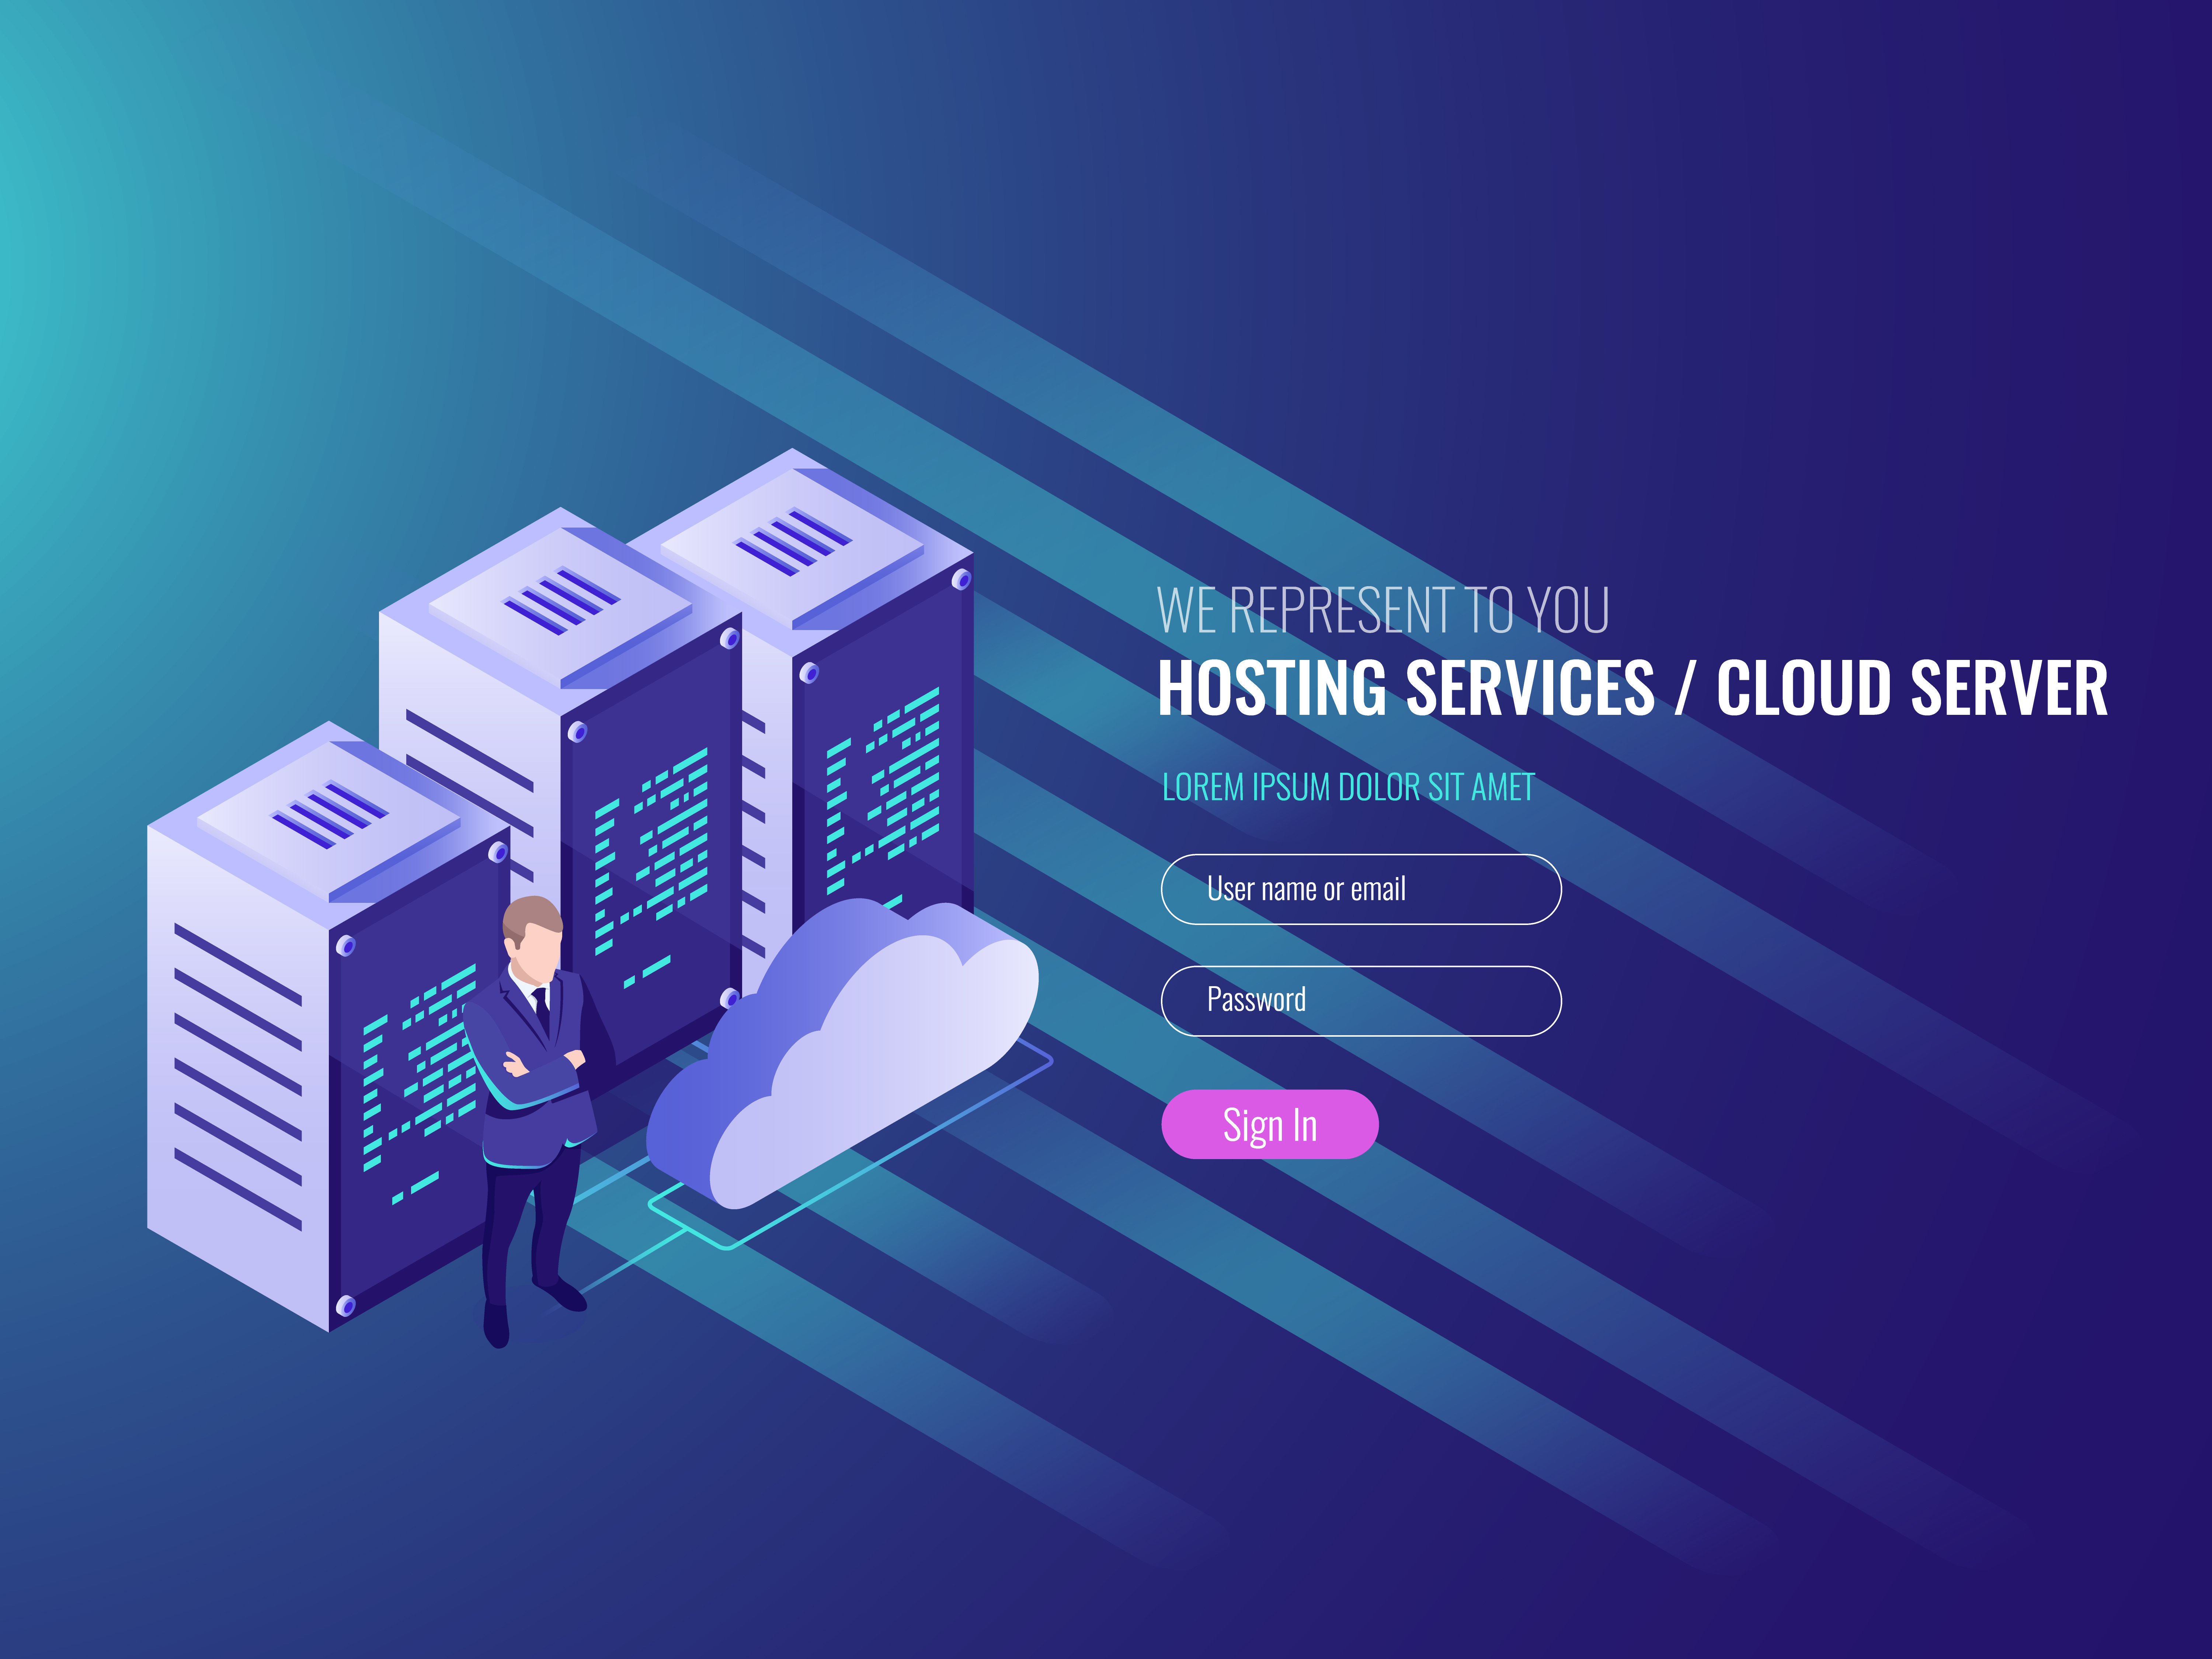 WE REPRESENT TO YOU
HOSTING SERVICES / CLOUD SERVER
LOREM IPSUM DOLOR SIT AMET
User name or email
Password
Sign In